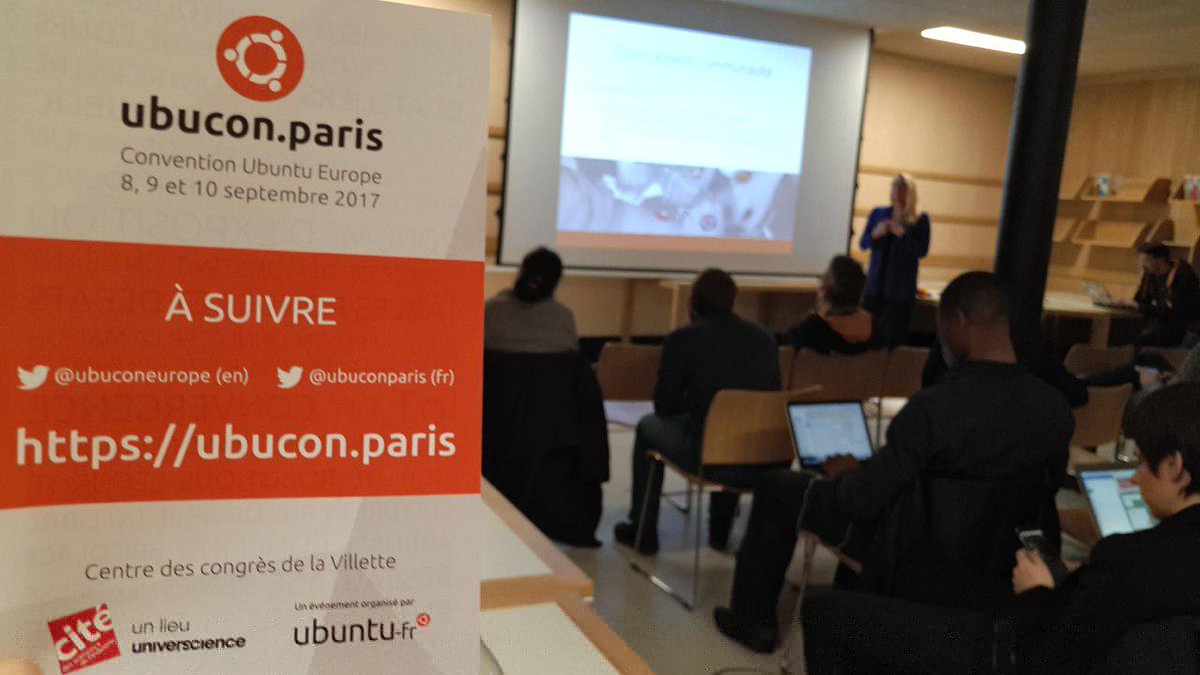 ubucon.paris
Convention Ubuntu Europe
8, 9 et 10 septembre 2017
À SUIVRE
@ubuconeurope (en) @ubuconparis (fr)
https://ubucon.paris
Centre des congrès de la Villette
cité
un lieu
universcience
Un événement organisé par
ubuntu-fr